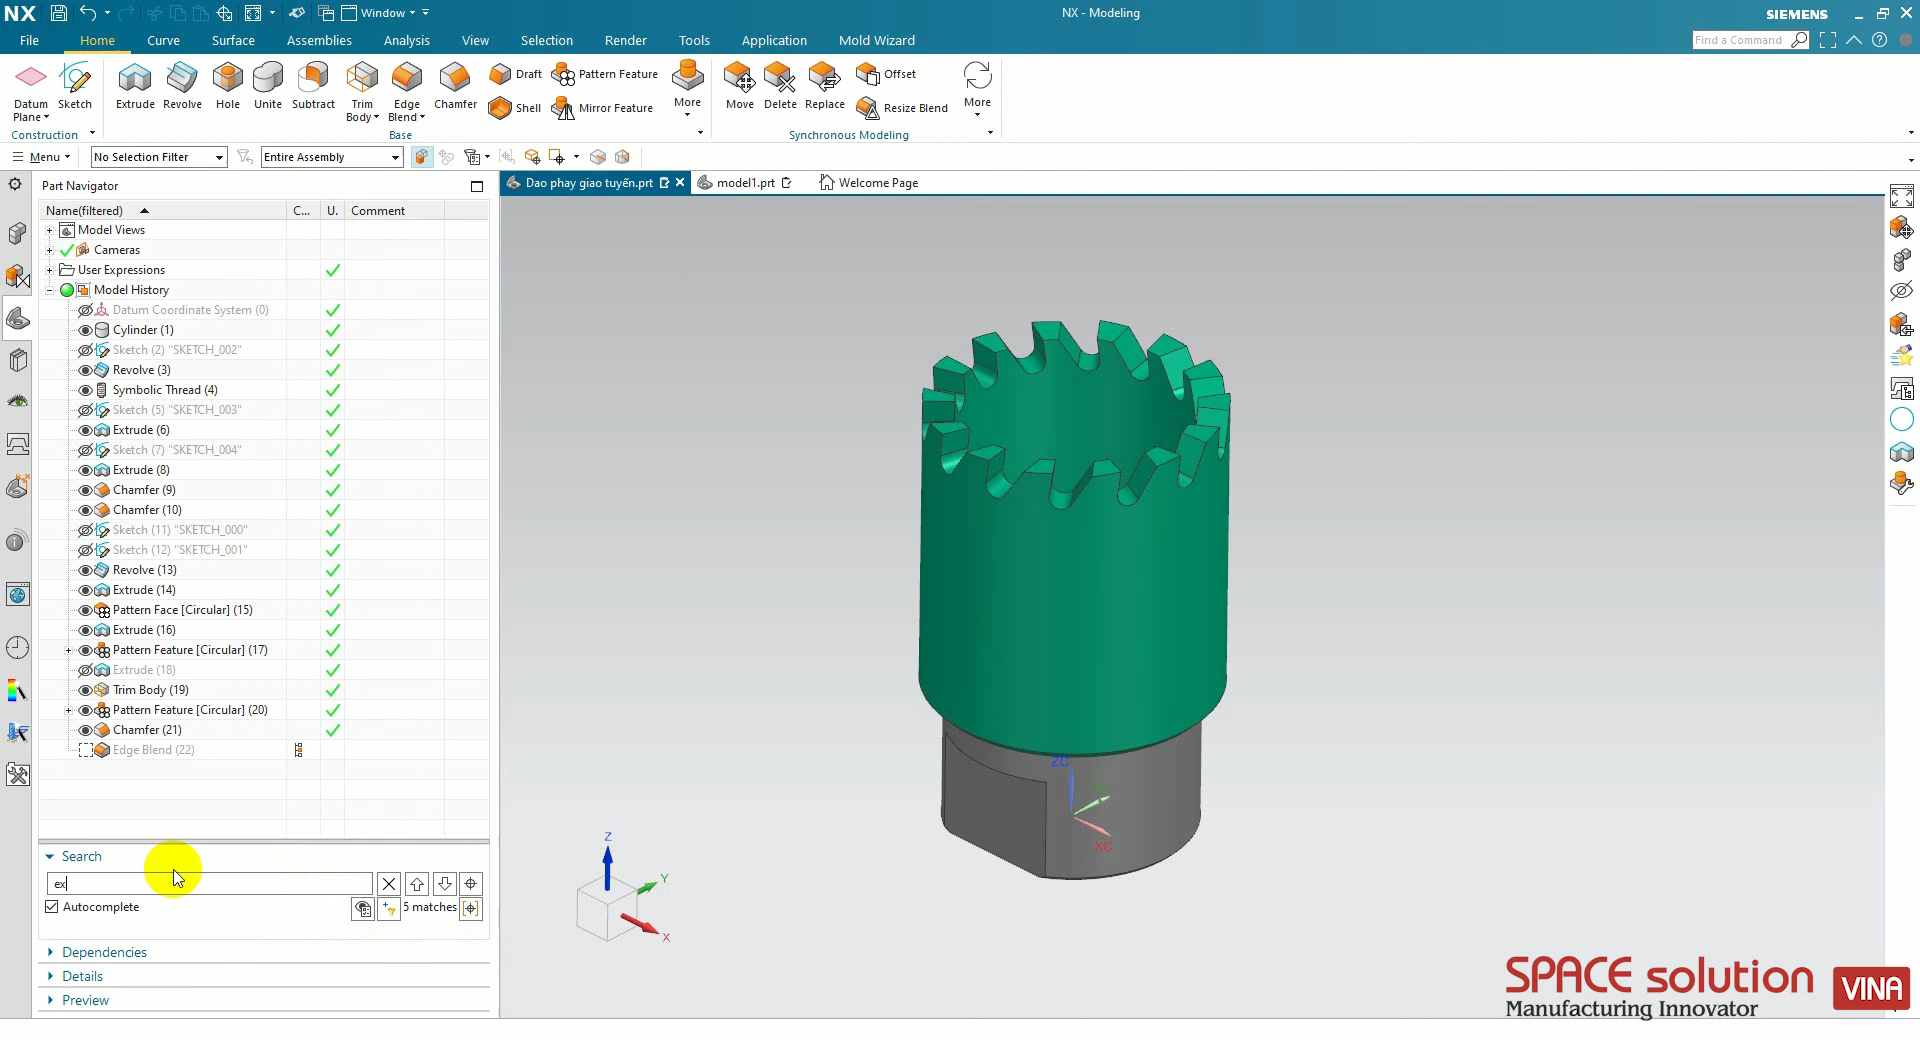 NX
Window
NX - Modeling
SIEMENS
File
Home
Curve
Surface
Assemblies
Analysis
View
Selection
Render
Tools
Application
Mold Wizard
Find a Command
Datum Plane
Sketch
Extrude
Revolve
Hole
Unite
Subtract
Trim Body
Edge Blend
Chamfer
Draft
Shell
Pattern Feature
Mirror Feature
More
Move
Delete
Replace
Offset
Resize Blend
More
Construction
Base
Synchronous Modeling
Menu
No Selection Filter
Entire Assembly
Part Navigator
Dao phay giao tuyến.prt
model1.prt
Welcome Page
Name(filtered) C... U. Comment
Model Views
Cameras
User Expressions
Model History
Datum Coordinate System (0)
Cylinder (1)
Sketch (2) "SKETCH_002"
Revolve (3)
Symbolic Thread (4)
Sketch (5) "SKETCH_003"
Extrude (6)
Sketch (7) "SKETCH_004"
Extrude (8)
Chamfer (9)
Chamfer (10)
Sketch (11) "SKETCH_000"
Sketch (12) "SKETCH_001"
Revolve (13)
Extrude (14)
Pattern Face [Circular] (15)
Extrude (16)
Pattern Feature [Circular] (17)
Extrude (18)
Trim Body (19)
Pattern Feature [Circular] (20)
Chamfer (21)
Edge Blend (22)
ZC
XC
Z
Y
X
Search
ex
Autocomplete
5 matches
Dependencies
Details
Preview
SPACE solution
Manufacturing Innovator
VINA